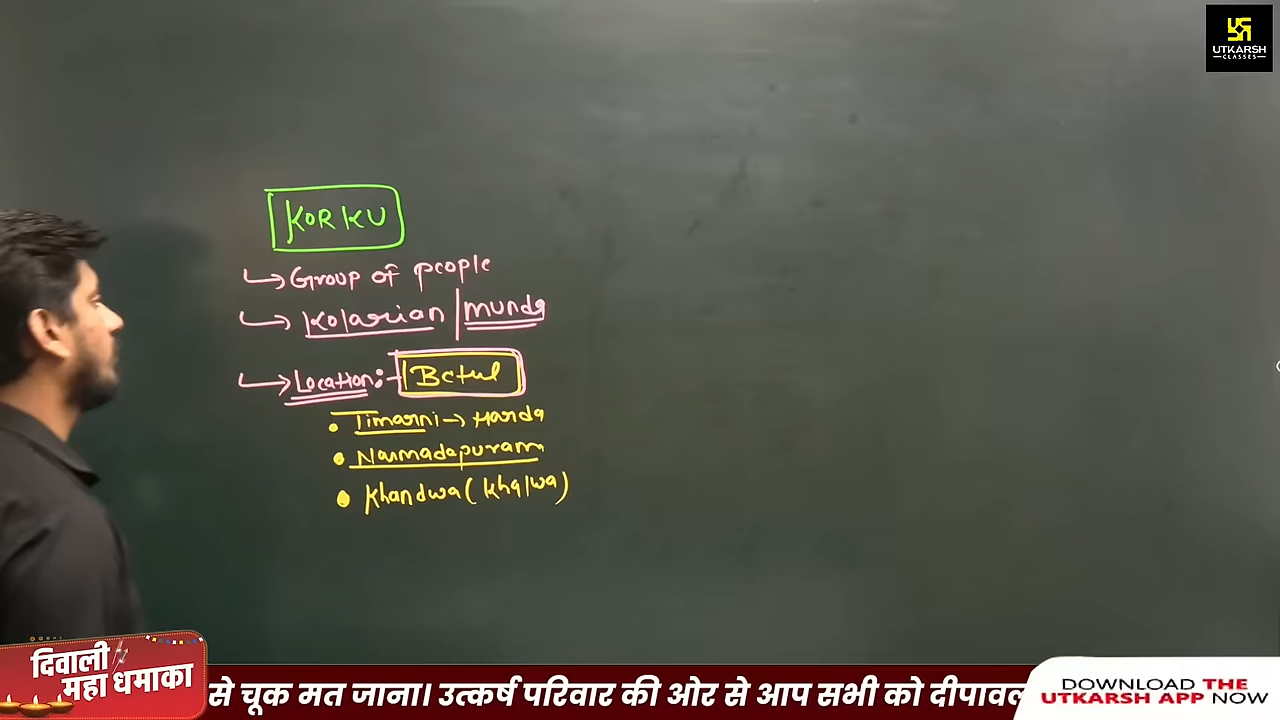 UTKARSH
CLASSES
KORKU
Group of people
Kolarian | munda
Location:- Betul
Timarni → Harda
Narmadapuram
Khandwa (Khalwa)
दिवाली
महा धमाका
से चूक मत जाना। उत्कर्ष परिवार की ओर से आप सभी को दीपावल
DOWNLOAD THE
UTKARSH APP NOW